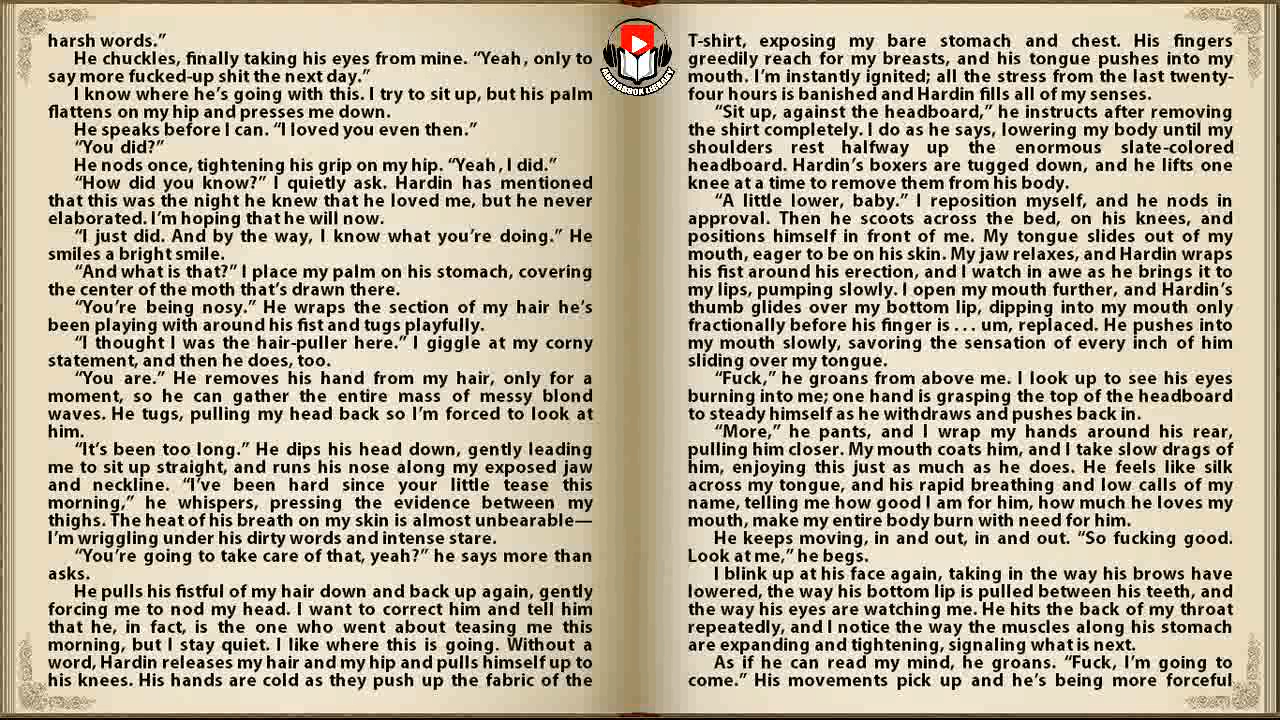 harsh words.”
He chuckles, finally taking his eyes from mine. “Yeah, only to
say more fucked-up shit the next day.”
I know where he’s going with this. I try to sit up, but his palm
flattens on my hip and presses me down.
He speaks before I can. “I loved you even then.”
“You did?”
He nods once, tightening his grip on my hip. “Yeah, I did.”
“How did you know?” I quietly ask. Hardin has mentioned
that this was the night he knew that he loved me, but he never
elaborated. I’m hoping that he will now.
“I just did. And by the way, I know what you’re doing.” He
smiles a bright smile.
“And what is that?” I place my palm on his stomach, covering
the center of the moth that’s drawn there.
“You’re being nosy.” He wraps the section of my hair he’s
been playing with around his fist and tugs playfully.
“I thought I was the hair-puller here.” I giggle at my corny
statement, and then he does, too.
“You are.” He removes his hand from my hair, only for a
moment, so he can gather the entire mass of messy blond
waves. He tugs, pulling my head back so I’m forced to look at
him.
“It’s been too long.” He dips his head down, gently leading
me to sit up straight, and runs his nose along my exposed jaw
and neckline. “I’ve been hard since your little tease this
morning,” he whispers, pressing the evidence between my
thighs. The heat of his breath on my skin is almost unbearable—
I’m wriggling under his dirty words and intense stare.
“You’re going to take care of that, yeah?” he says more than
asks.
He pulls his fistful of my hair down and back up again, gently
forcing me to nod my head. I want to correct him and tell him
that he, in fact, is the one who went about teasing me this
morning, but I stay quiet. I like where this is going. Without a
word, Hardin releases my hair and my hip and pulls himself up to
his knees. His hands are cold as they push up the fabric of the
AUDIOBOOK LIBRARY
T-shirt, exposing my bare stomach and chest. His fingers
greedily reach for my breasts, and his tongue pushes into my
mouth. I’m instantly ignited; all the stress from the last twenty-
four hours is banished and Hardin fills all of my senses.
“Sit up, against the headboard,” he instructs after removing
the shirt completely. I do as he says, lowering my body until my
shoulders rest halfway up the enormous slate-colored
headboard. Hardin’s boxers are tugged down, and he lifts one
knee at a time to remove them from his body.
“A little lower, baby.” I reposition myself, and he nods in
approval. Then he scoots across the bed, on his knees, and
positions himself in front of me. My tongue slides out of my
mouth, eager to be on his skin. My jaw relaxes, and Hardin wraps
his fist around his erection, and I watch in awe as he brings it to
my lips, pumping slowly. I open my mouth further, and Hardin’s
thumb glides over my bottom lip, dipping into my mouth only
fractionally before his finger is . . . um, replaced. He pushes into
my mouth slowly, savoring the sensation of every inch of him
sliding over my tongue.
“Fuck,” he groans from above me. I look up to see his eyes
burning into me; one hand is grasping the top of the headboard
to steady himself as he withdraws and pushes back in.
“More,” he pants, and I wrap my hands around his rear,
pulling him closer. My mouth coats him, and I take slow drags of
him, enjoying this just as much as he does. He feels like silk
across my tongue, and his rapid breathing and low calls of my
name, telling me how good I am for him, how much he loves my
mouth, make my entire body burn with need for him.
He keeps moving, in and out, in and out. “So fucking good.
Look at me,” he begs.
I blink up at his face again, taking in the way his brows have
lowered, the way his bottom lip is pulled between his teeth, and
the way his eyes are watching me. He hits the back of my throat
repeatedly, and I notice the way the muscles along his stomach
are expanding and tightening, signaling what is next.
As if he can read my mind, he groans. “Fuck, I’m going to
come.” His movements pick up and he’s being more forceful